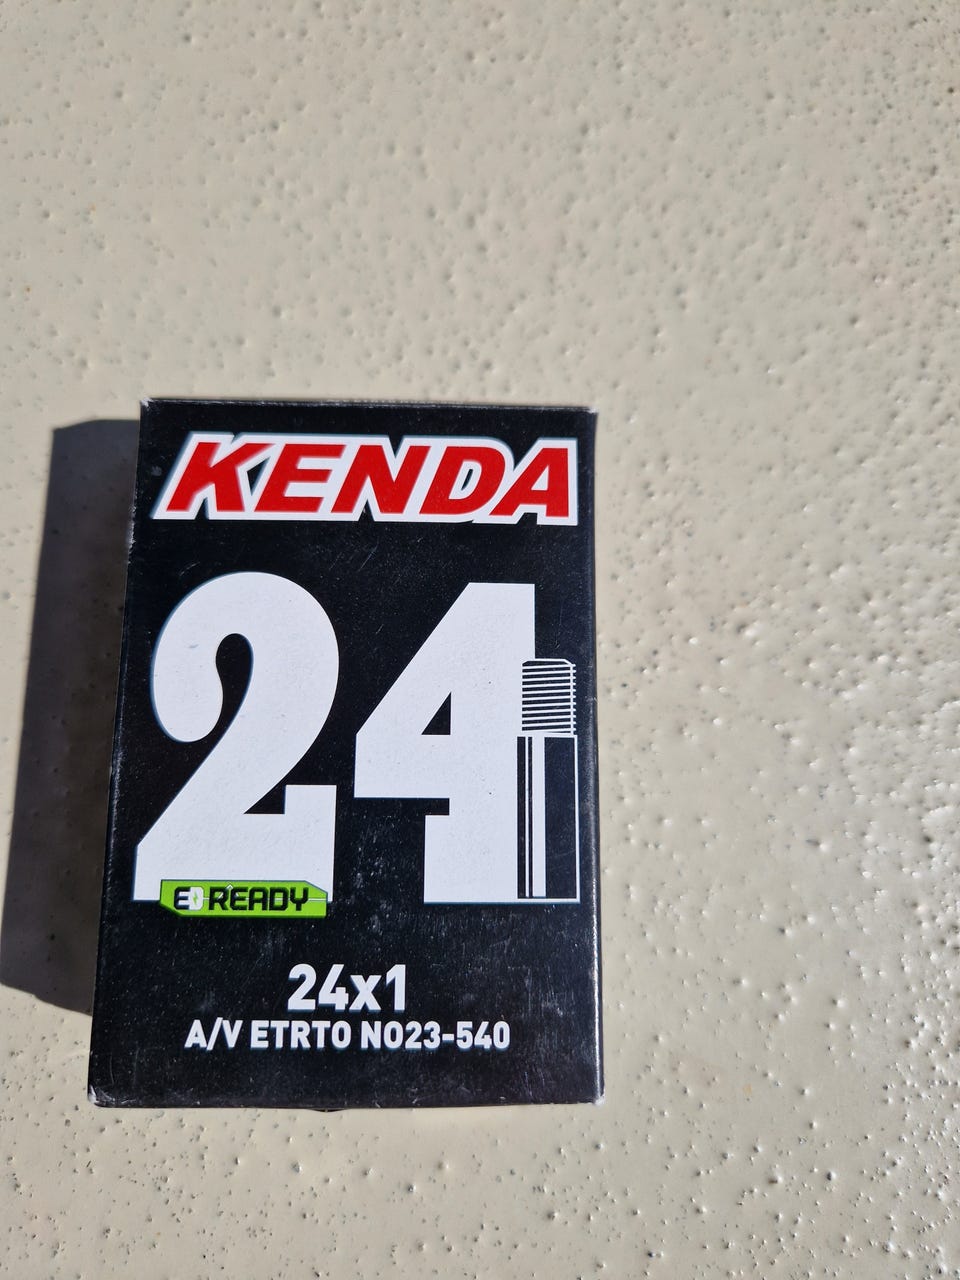 KENDA
24
E READY
24x1
A/V ETRTO NO23-540